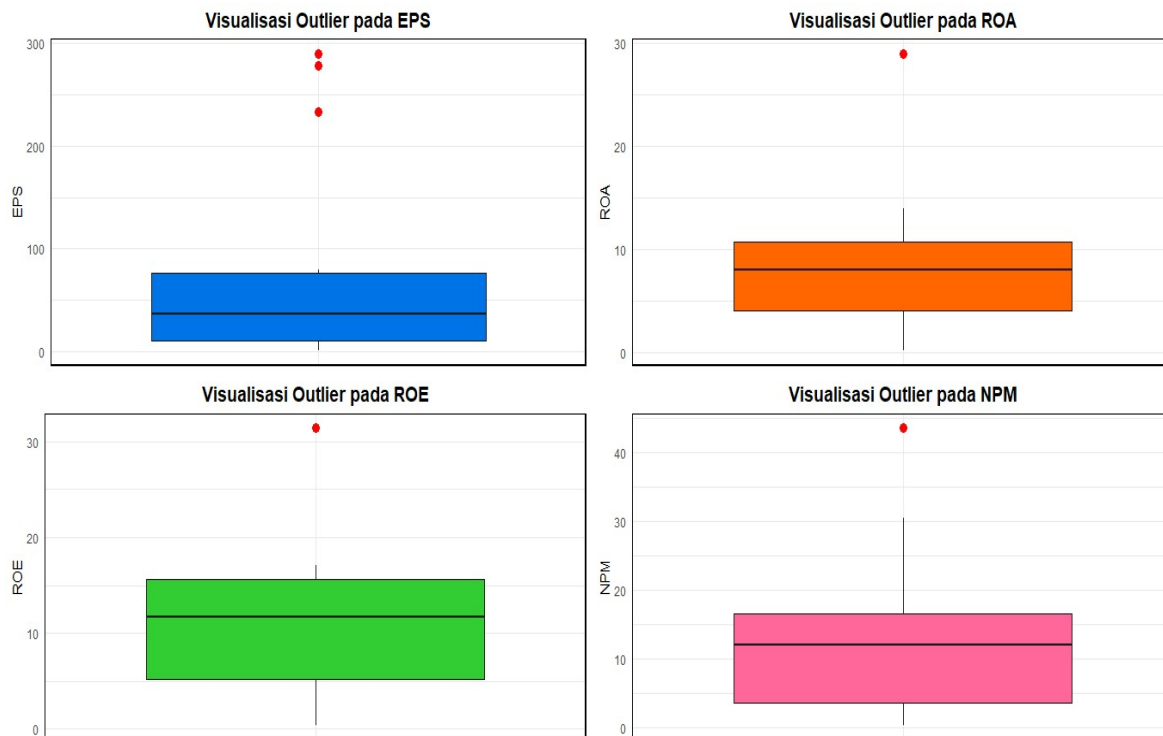 Visualisasi Outlier pada EPS
300
200
100
0
EPS
Visualisasi Outlier pada ROA
30
20
10
0
ROA
Visualisasi Outlier pada ROE
30
20
10
0
ROE
Visualisasi Outlier pada NPM
40
30
20
10
0
NPM